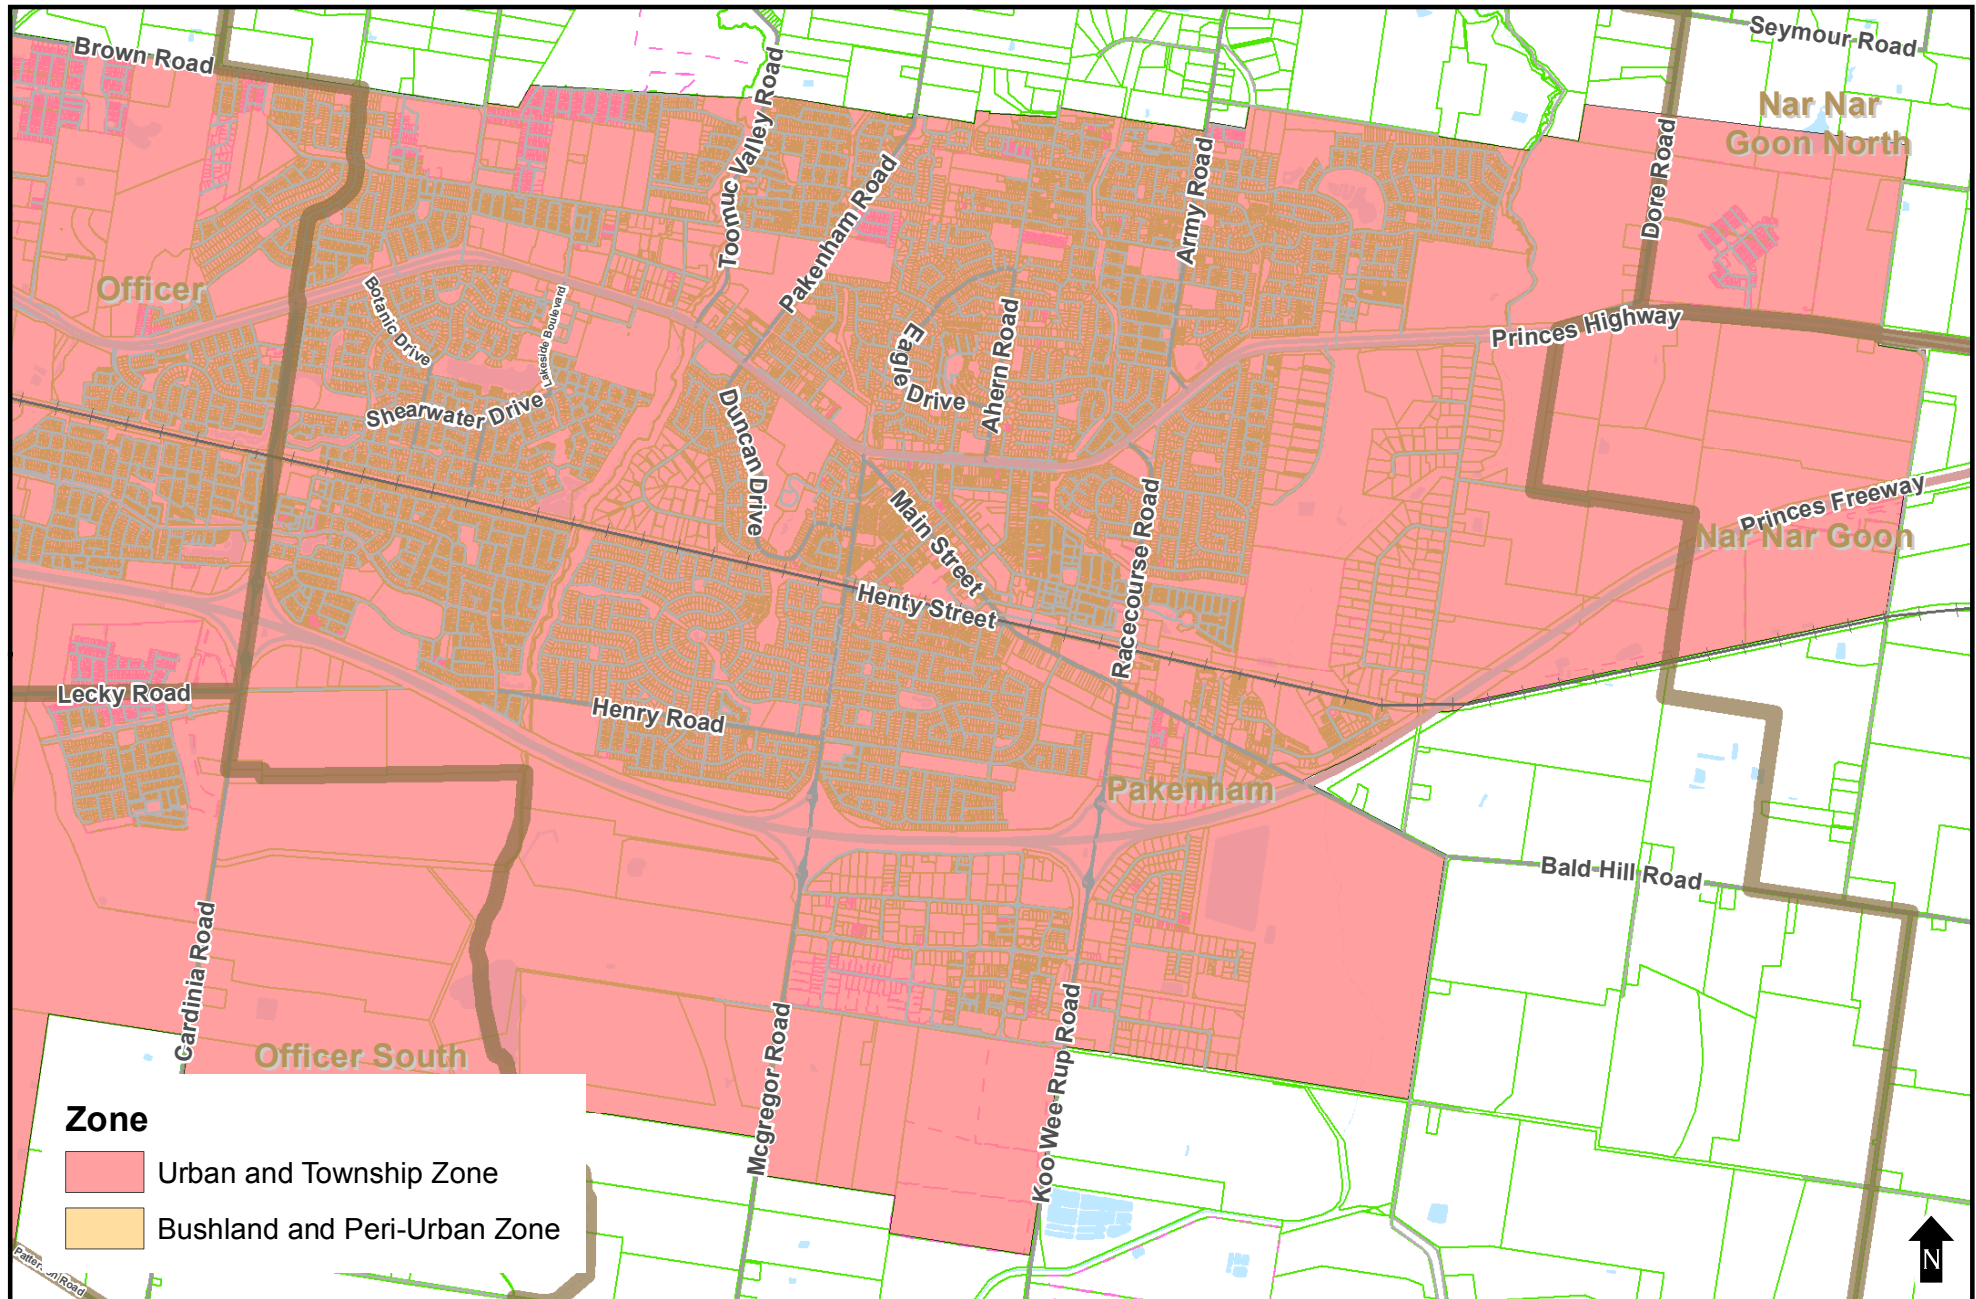 Seymour Road
Brown Road
Nar Nar
Goon North
Toomuc Valley Road
Pakenham Road
Army Road
Dore Road
Officer
Botanic Drive
Lakeside Boulevard
Shearwater Drive
Eagle Drive
Ahern Road
Princes Highway
Duncan Drive
Main Street
Racecourse Road
Princes Freeway
Nar Nar Goon
Henty Street
Lecky Road
Henry Road
Pakenham
Bald Hill Road
Cardinia Road
Officer South
Mcgregor Road
Koo Wee Rup Road
Zone
Urban and Township Zone
Bushland and Peri-Urban Zone
Road
N